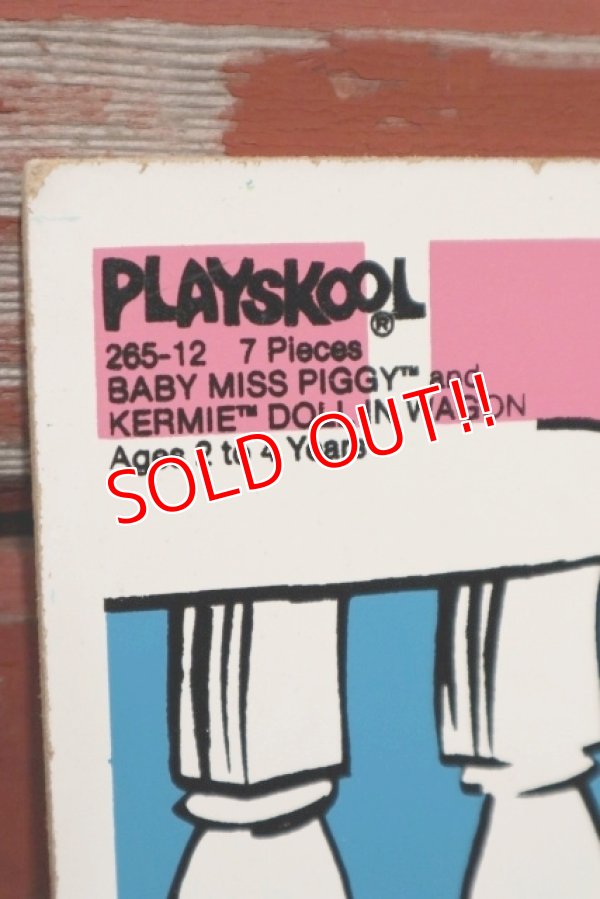 PLAYSKOOL®
265-12 7 Pieces
BABY MISS PIGGY™ and
KERMIE™ DOLL IN WAGON
Ages 2 to 4 Years
SOLD OUT!!